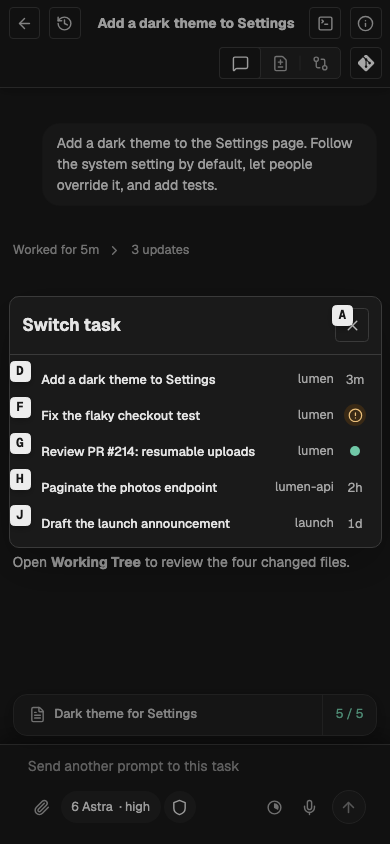 Add a dark theme to Settings
Add a dark theme to the Settings page. Follow
the system setting by default, let people
override it, and add tests.
Worked for 5m
3 updates
Switch task
A
D
Add a dark theme to Settings
lumen
3m
F
Fix the flaky checkout test
lumen
G
Review PR #214: resumable uploads
lumen
H
Paginate the photos endpoint
lumen-api
2h
J
Draft the launch announcement
launch
1d
Open Working Tree to review the four changed files.
Dark theme for Settings
5 / 5
Send another prompt to this task
6 Astra · high